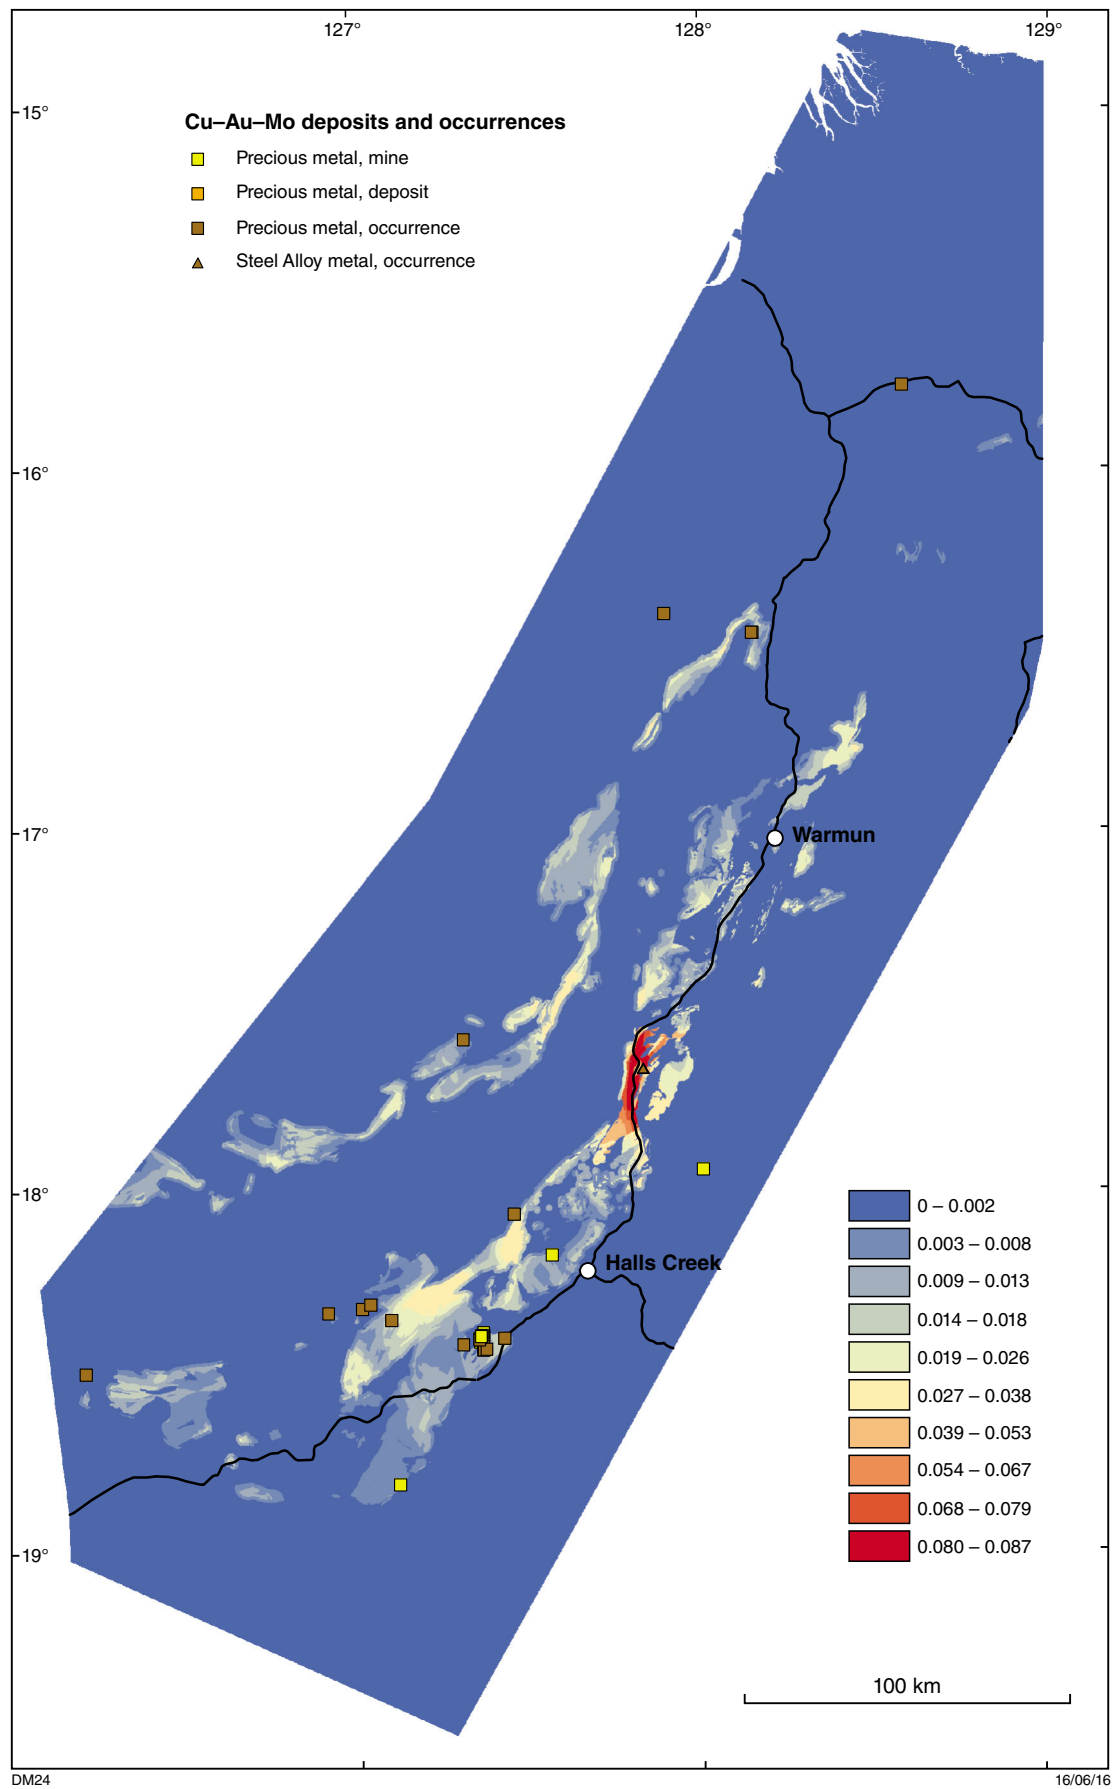 127°
128°
129°
15°
Cu–Au–Mo deposits and occurrences
Precious metal, mine
Precious metal, deposit
Precious metal, occurrence
Steel Alloy metal, occurrence
16°
17°
Warmun
18°
Halls Creek
0 – 0.002
0.003 – 0.008
0.009 – 0.013
0.014 – 0.018
0.019 – 0.026
0.027 – 0.038
0.039 – 0.053
0.054 – 0.067
0.068 – 0.079
0.080 – 0.087
19°
100 km
DM24
16/06/16